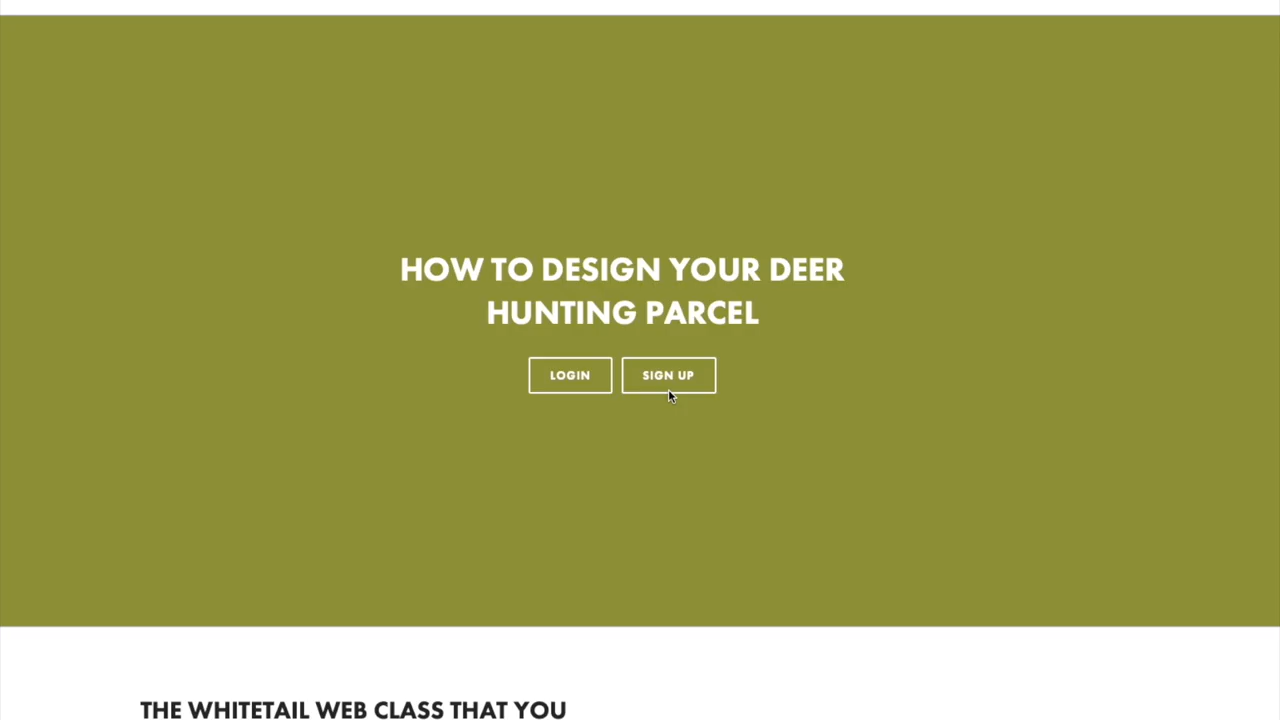 HOW TO DESIGN YOUR DEER
HUNTING PARCEL
LOGIN
SIGN UP
THE WHITETAIL WEB CLASS THAT YOU